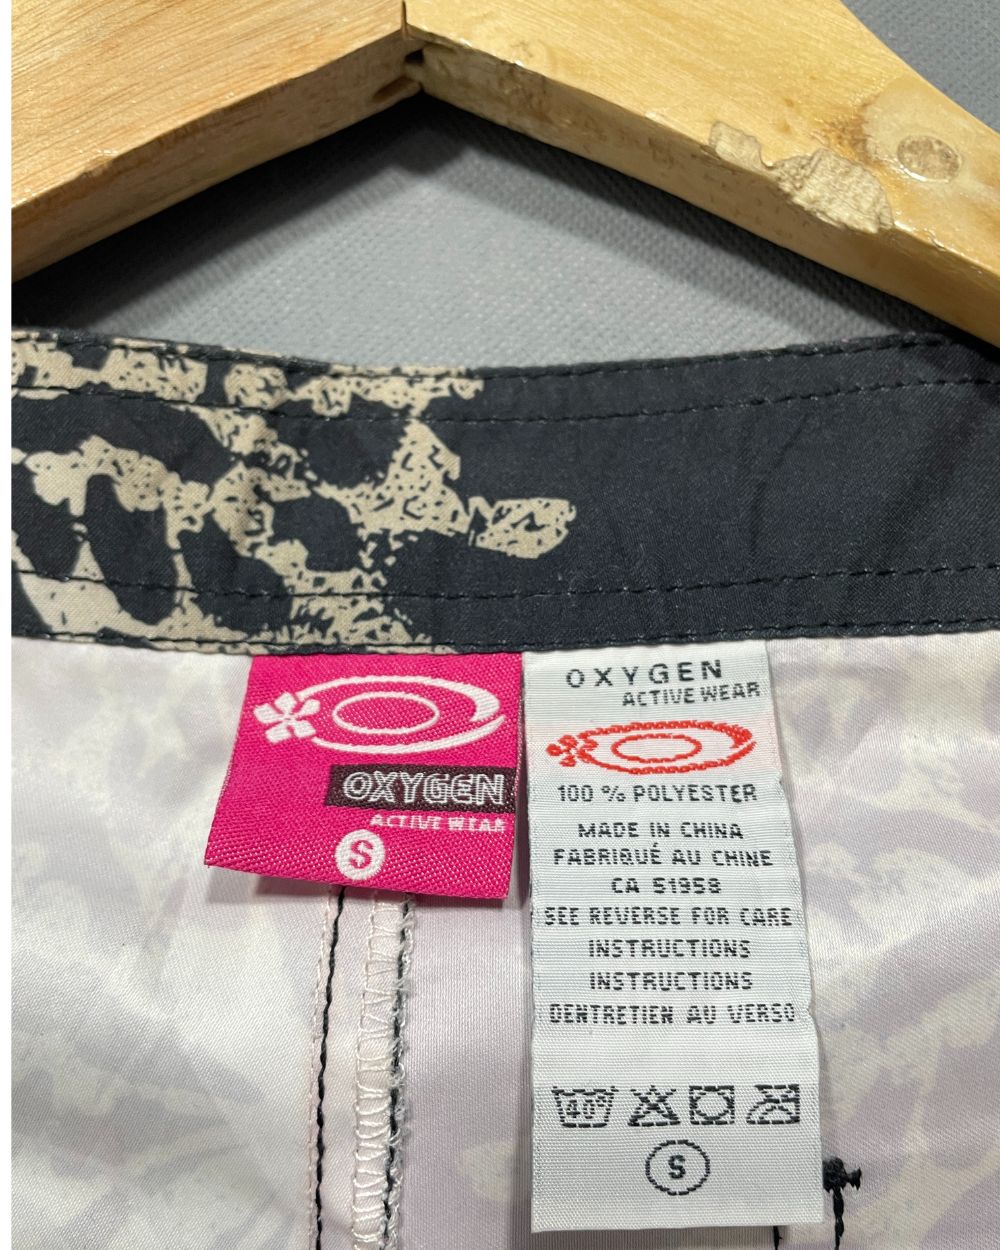 OXYGEN
ACTIVE WEAR
S
OXYGEN
ACTIVE WEAR
100 % POLYESTER
MADE IN CHINA
FABRIQUÉ AU CHINE
CA 51958
SEE REVERSE FOR CARE
INSTRUCTIONS
INSTRUCTIONS
DENTRETIEN AU VERSO
40°
S